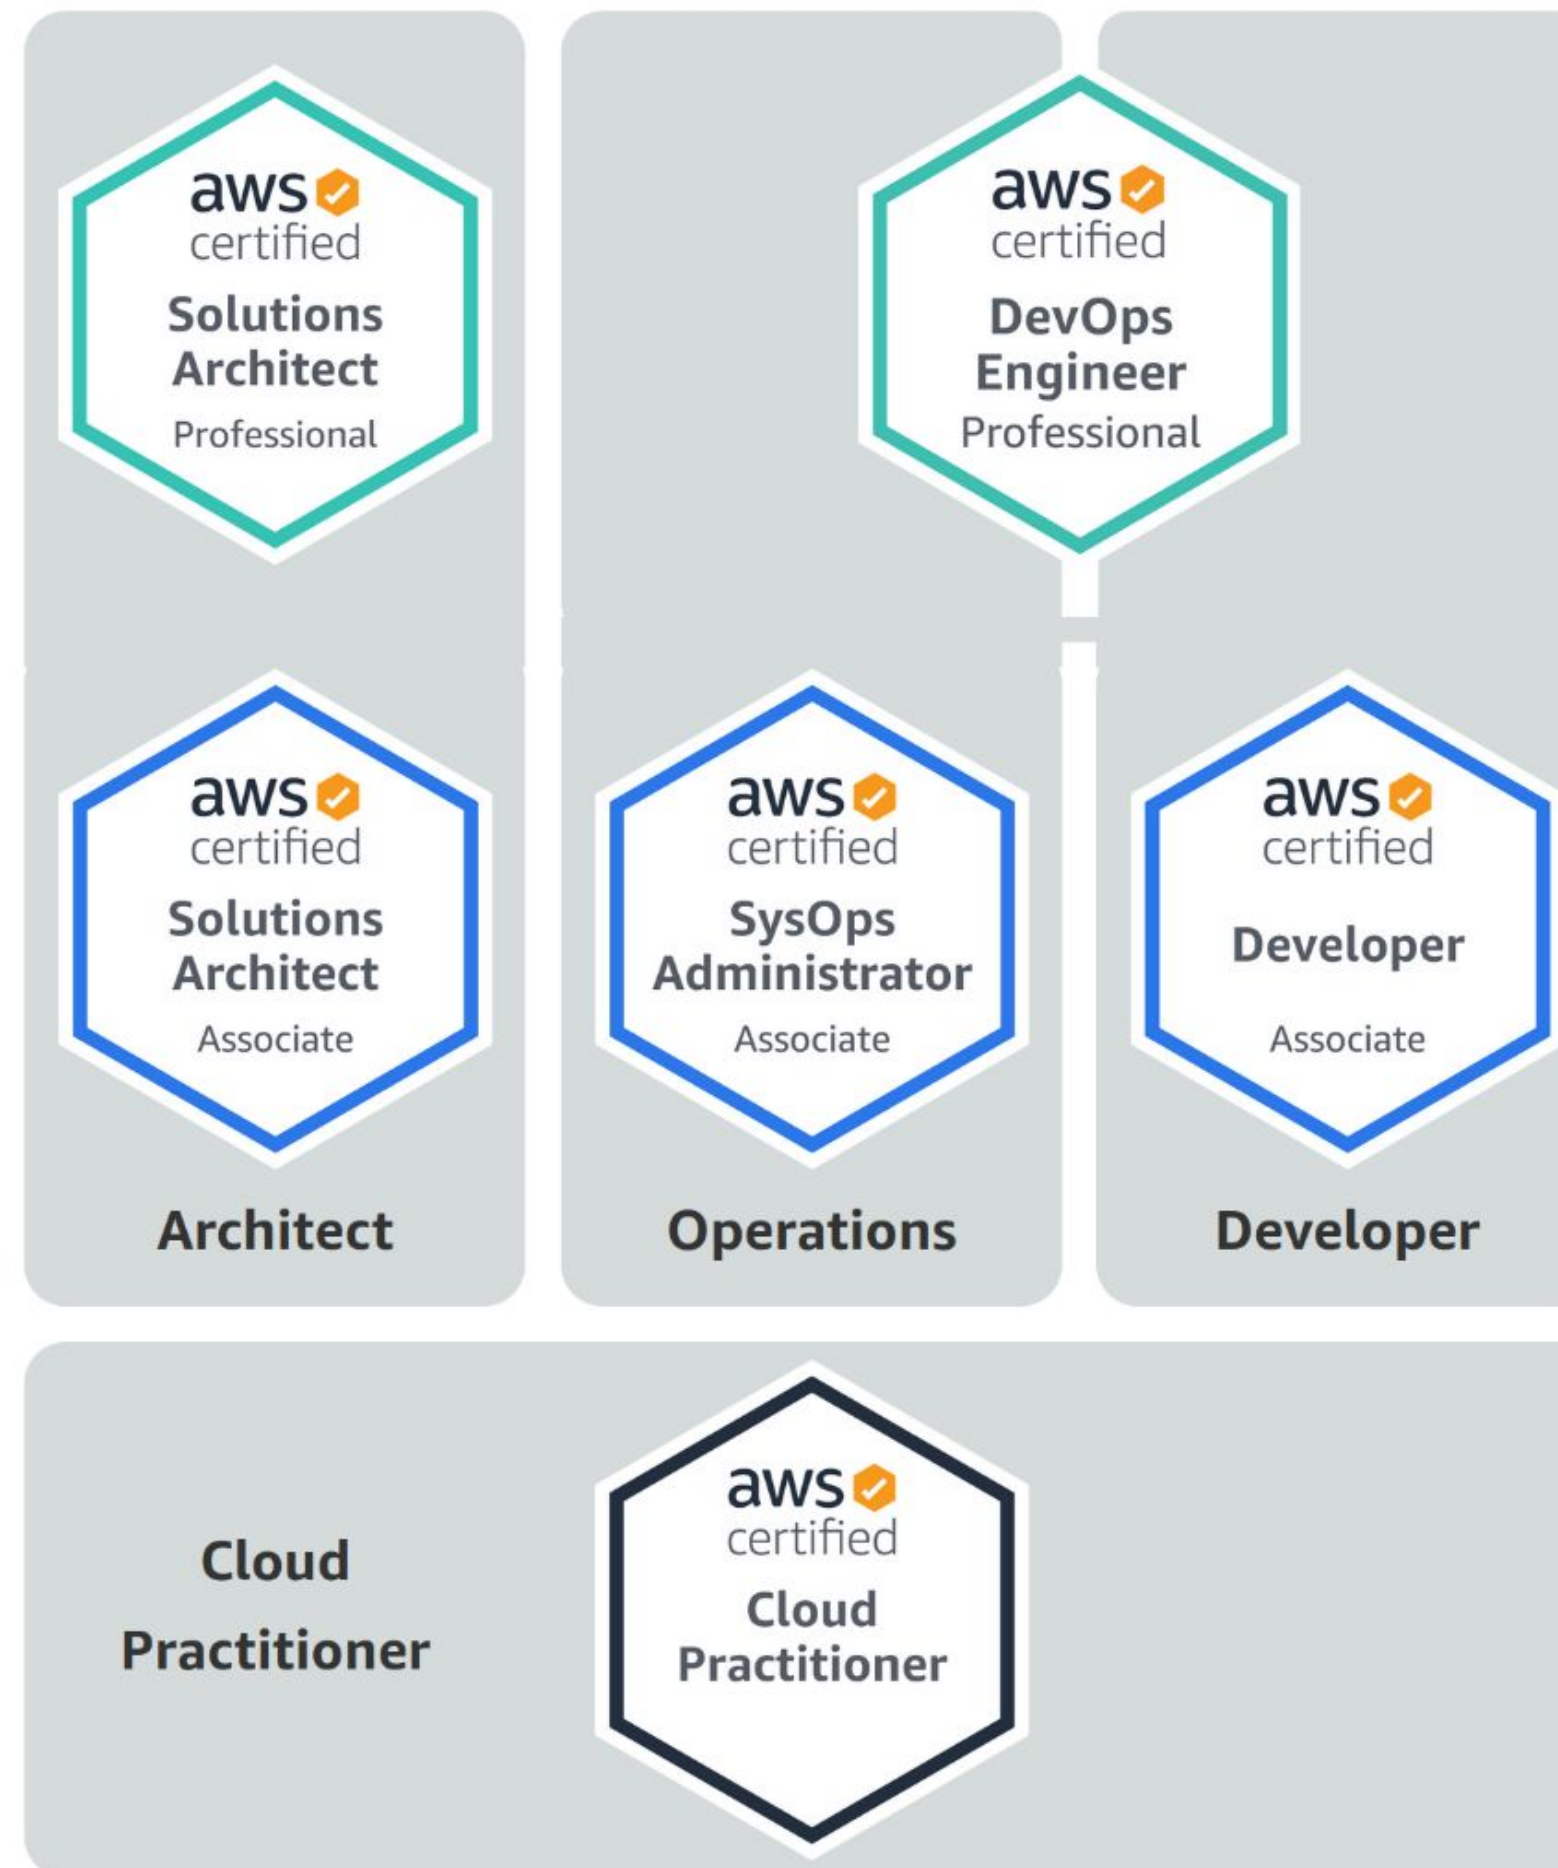 aws
certified
Solutions
Architect
Professional
aws
certified
DevOps
Engineer
Professional
aws
certified
Solutions
Architect
Associate
aws
certified
SysOps
Administrator
Associate
aws
certified
Developer
Associate
Architect
Operations
Developer
Cloud
Practitioner
aws
certified
Cloud
Practitioner